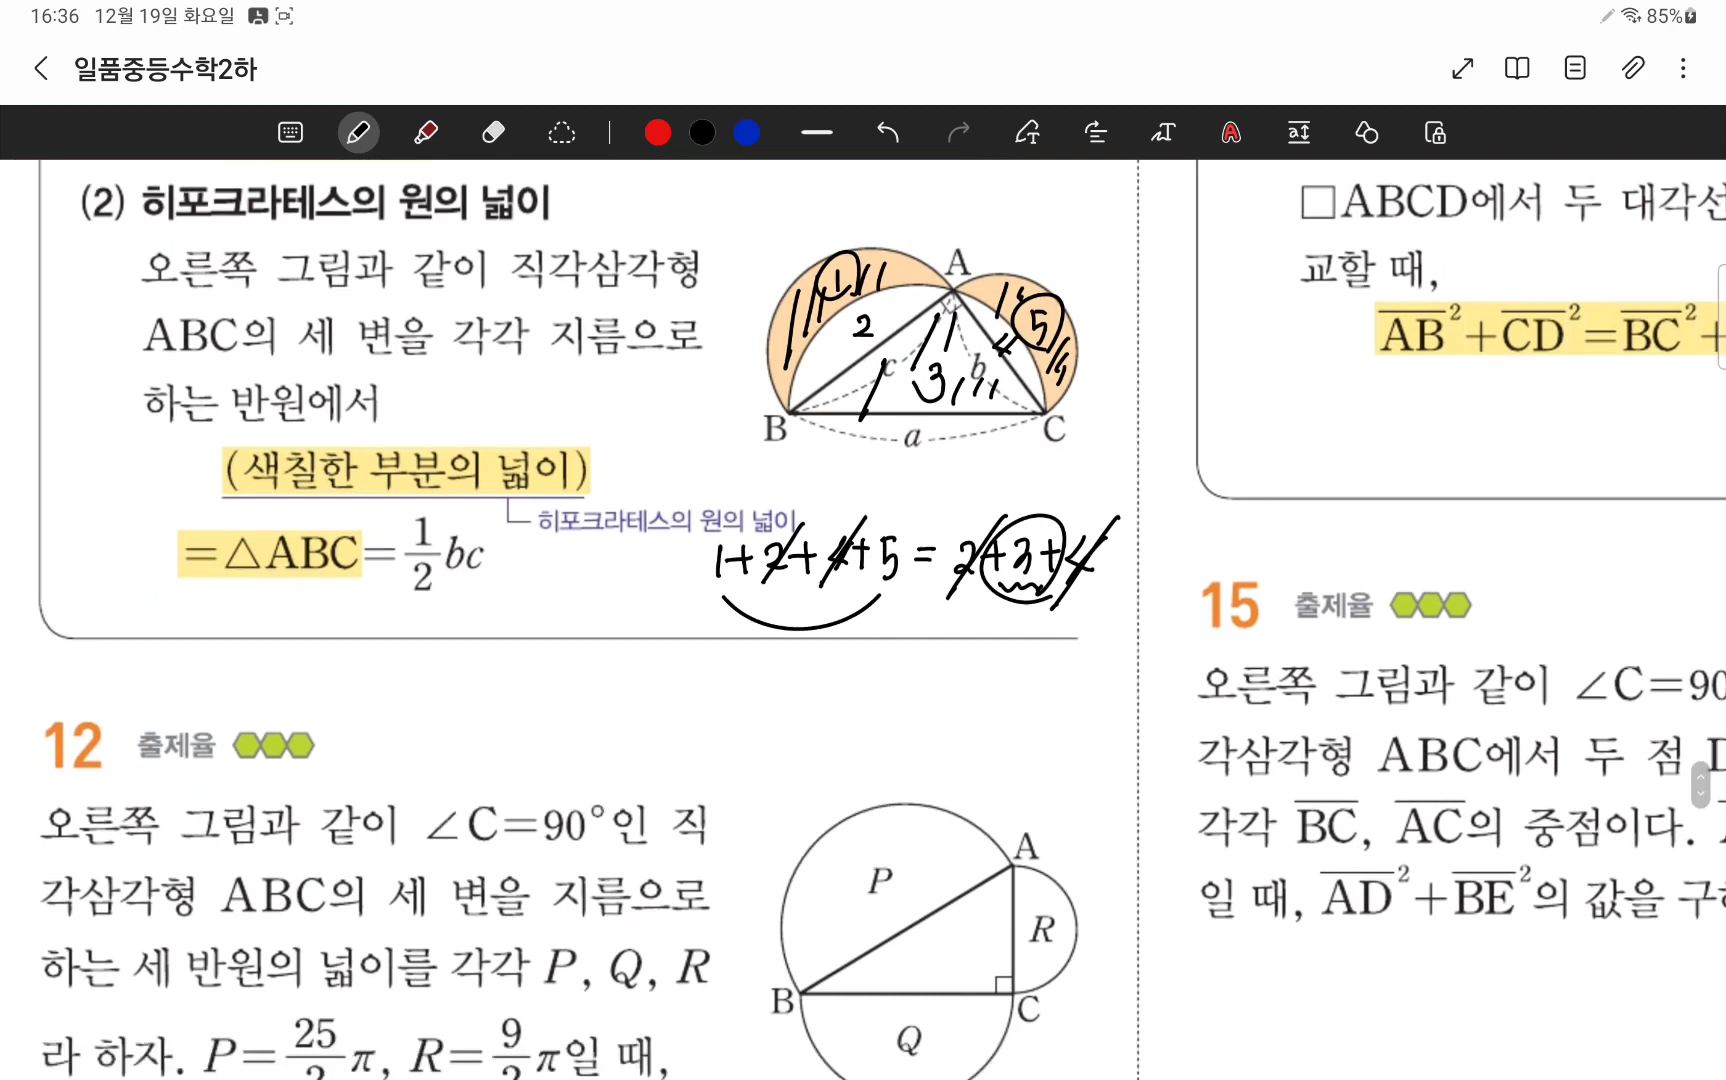 16:36 12월 19일 화요일
85%
일품중등수학2하
(2) 히포크라테스의 원의 넓이
오른쪽 그림과 같이 직각삼각형
ABC의 세 변을 각각 지름으로
하는 반원에서
(색칠한 부분의 넓이)
히포크라테스의 원의 넓이
=△ABC=1/2bc
A
B
C
a
b
c
1
2
3
4
5
1+2+4+5=2+3+4
12 출제율
오른쪽 그림과 같이 ∠C=90°인 직
각삼각형 ABC의 세 변을 지름으로
하는 세 반원의 넓이를 각각 P, Q, R
라 하자. P=25/2π, R=9/2π일 때,
A
P
R
B
C
Q
□ABCD에서 두 대각선
교할 때,
A̅B̅²+C̅D̅²=B̅C̅²+
15 출제율
오른쪽 그림과 같이 ∠C=90
각삼각형 ABC에서 두 점 D
각각 B̅C̅, A̅C̅의 중점이다.
일 때, A̅D̅²+B̅E̅²의 값을 구하